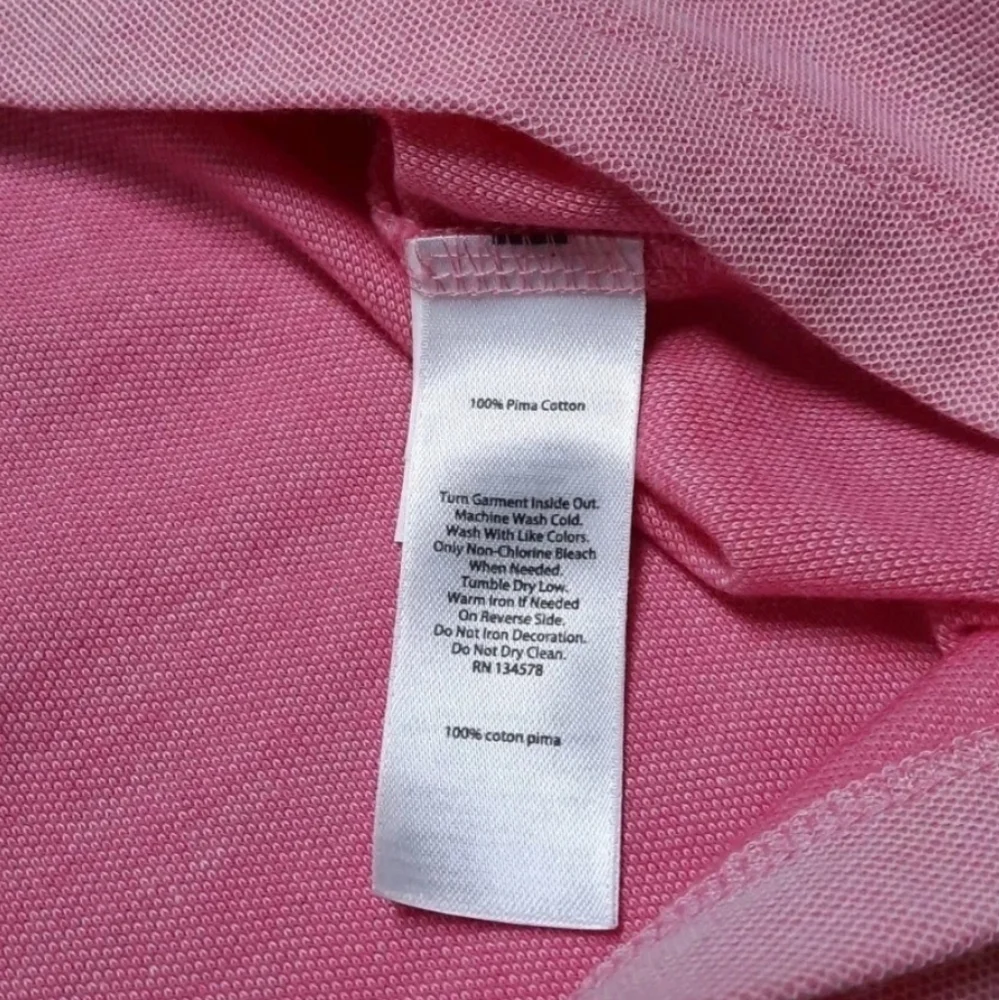 100% Pima Cotton
Turn Garment Inside Out.
Machine Wash Cold.
Wash With Like Colors.
Only Non-Chlorine Bleach
When Needed.
Tumble Dry Low.
Warm Iron If Needed
On Reverse Side.
Do Not Iron Decoration.
Do Not Dry Clean.
RN 134578
100% coton pima